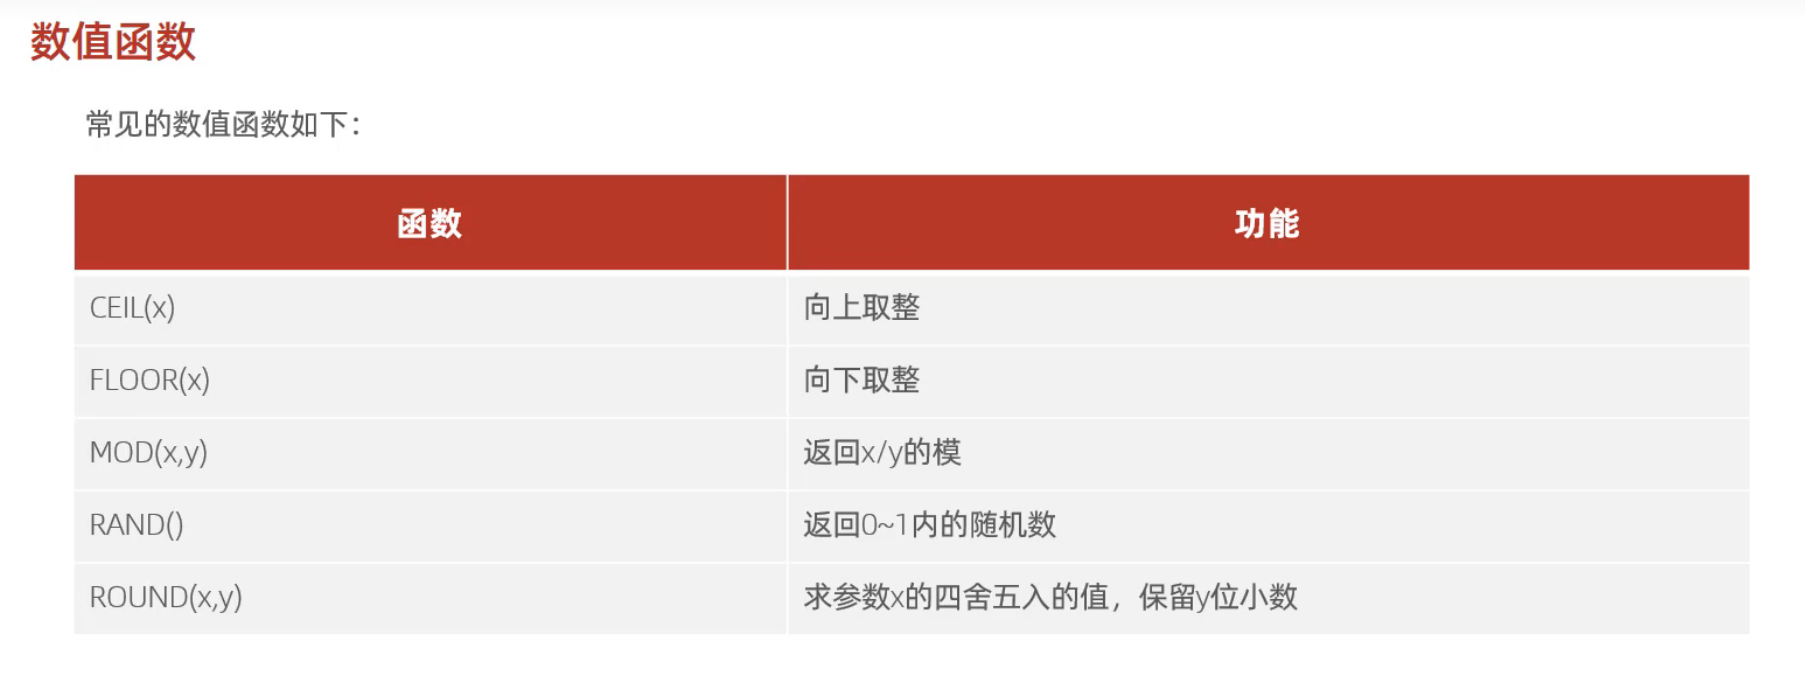 数值函数
常见的数值函数如下：
函数 功能
CEIL(x) 向上取整
FLOOR(x) 向下取整
MOD(x,y) 返回x/y的模
RAND() 返回0~1内的随机数
ROUND(x,y) 求参数x的四舍五入的值，保留y位小数